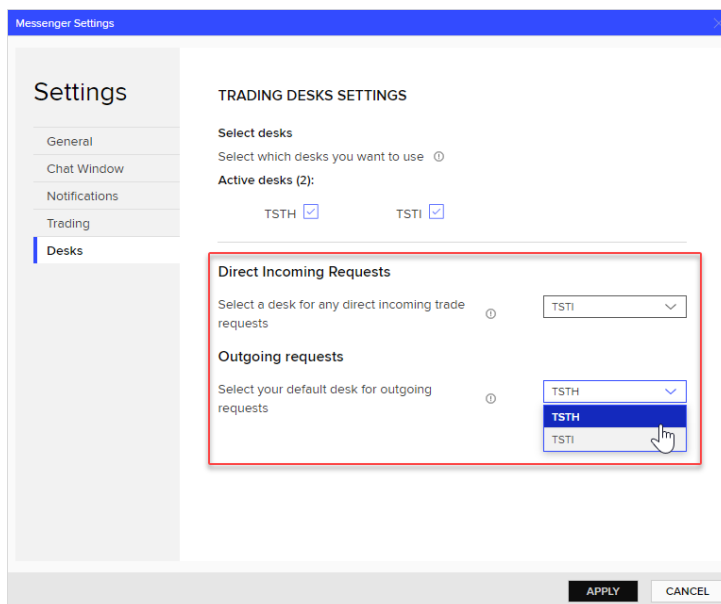 Messenger Settings
Settings
General
Chat Window
Notifications
Trading
Desks
TRADING DESKS SETTINGS
Select desks
Select which desks you want to use
Active desks (2):
TSTH TSTI
Direct Incoming Requests
Select a desk for any direct incoming trade
requests
TSTI
Outgoing requests
Select your default desk for outgoing
requests
TSTH
TSTH
TSTI
APPLY CANCEL